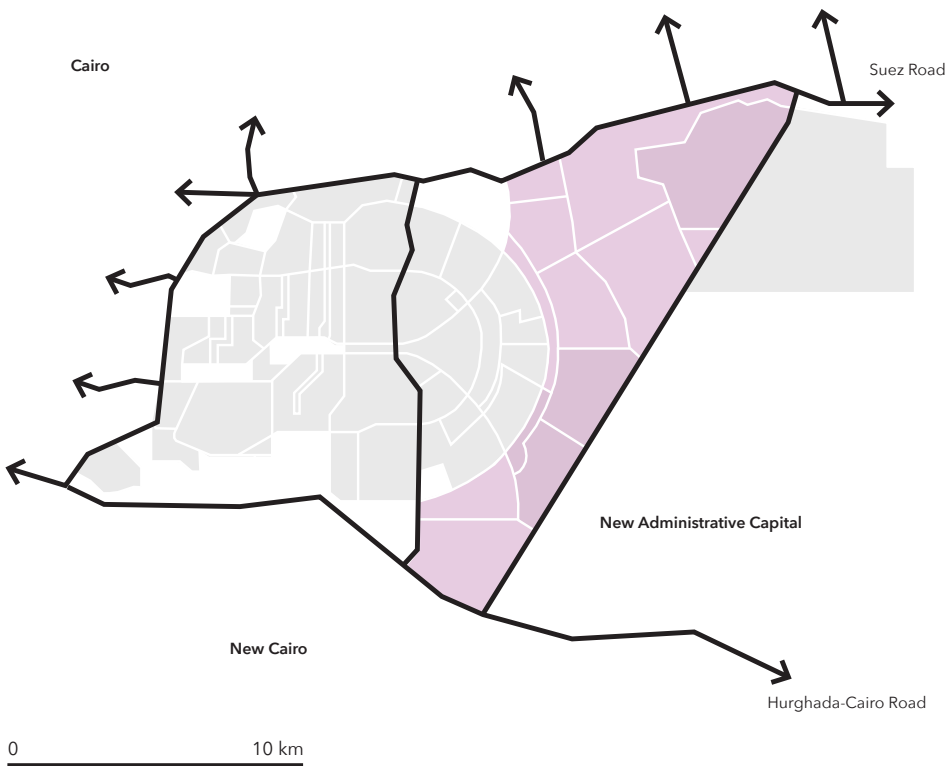 Cairo
Suez Road
New Administrative Capital
New Cairo
Hurghada-Cairo Road
0 10 km